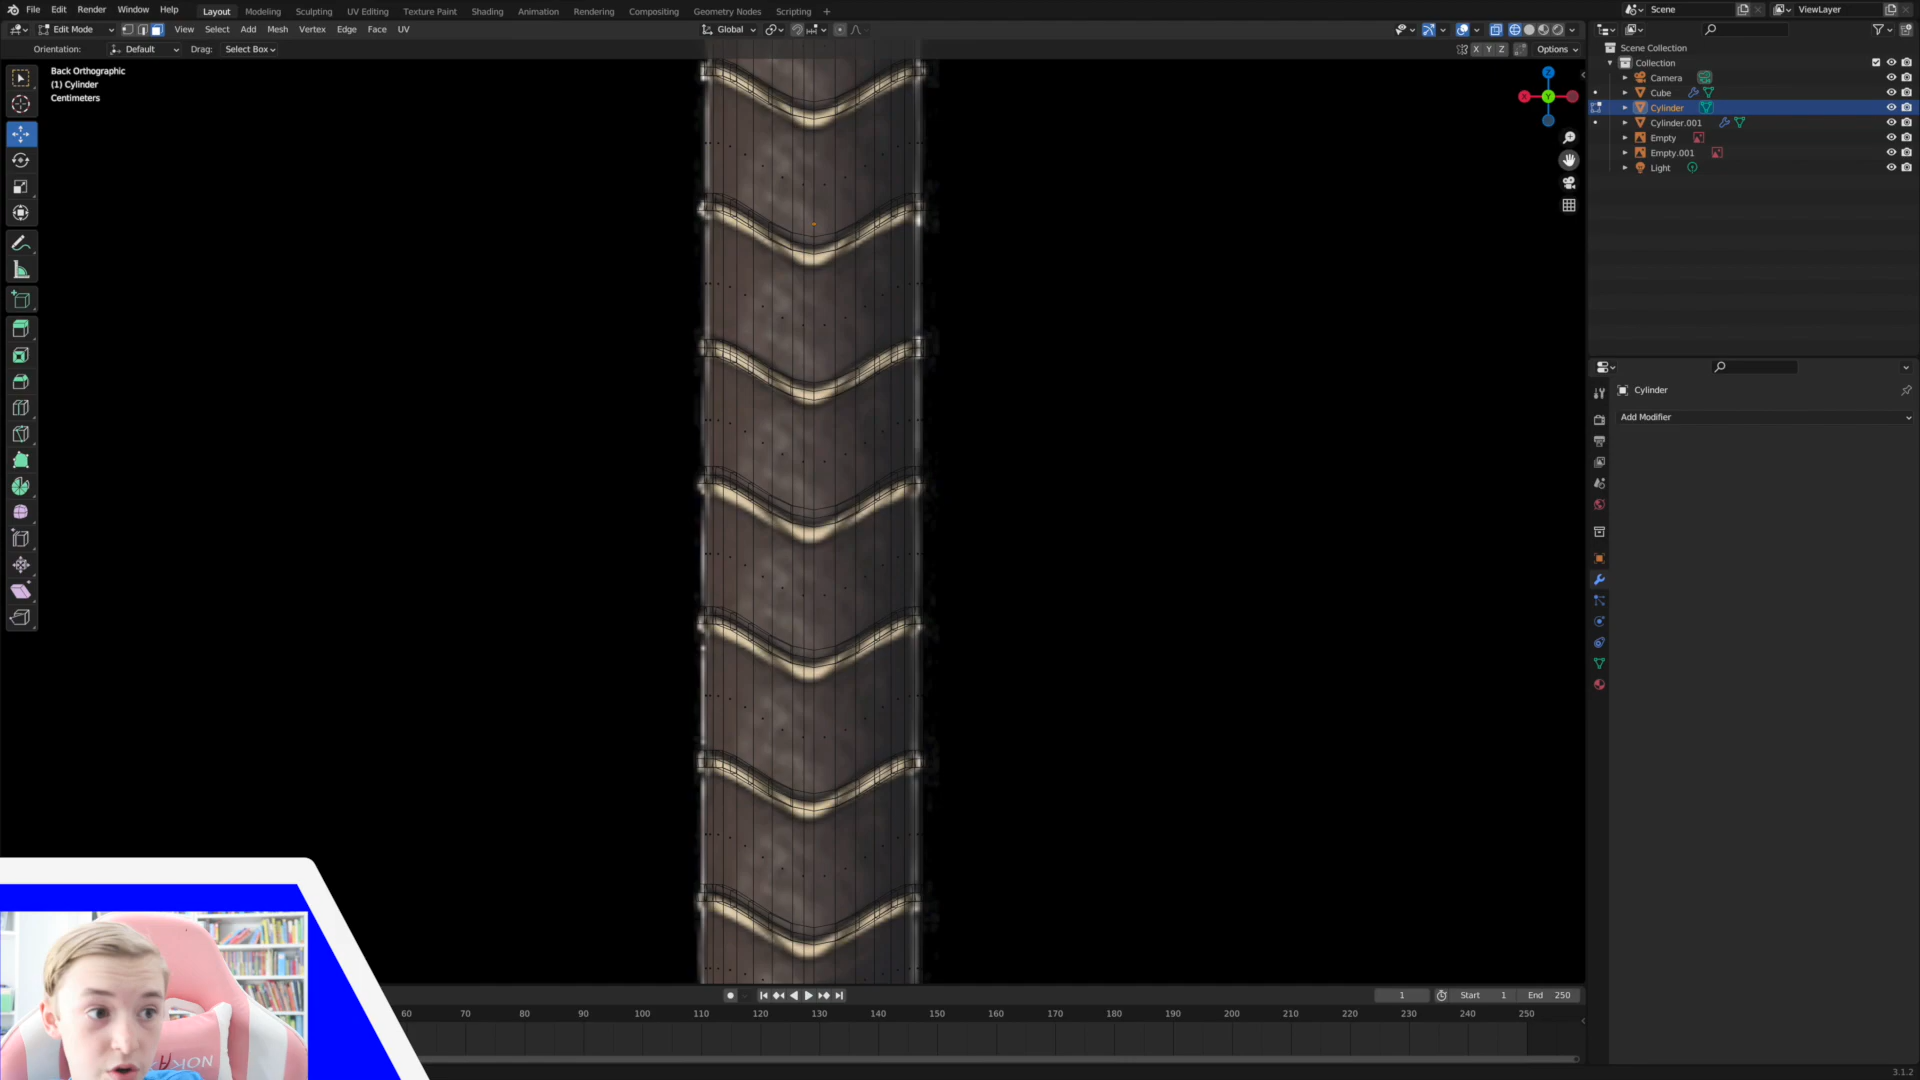 File Edit Render Window Help Layout Modeling Sculpting UV Editing Texture Paint Shading Animation Rendering Compositing Geometry Nodes Scripting + Scene ViewLayer
Edit Mode View Select Add Mesh Vertex Edge Face UV Global
Orientation: Default Drag: Select Box X Y Z Options
Scene Collection
Collection
Camera
Cube
Cylinder
Cylinder.001
Empty
Empty.001
Light
Back Orthographic
(1) Cylinder
Centimeters
Z
X
Y
Cylinder
Add Modifier
1 Start 1 End 250
60 70 80 90 100 110 120 130 140 150 160 170 180 190 200 210 220 230 240 250
NOKA
3.1.2